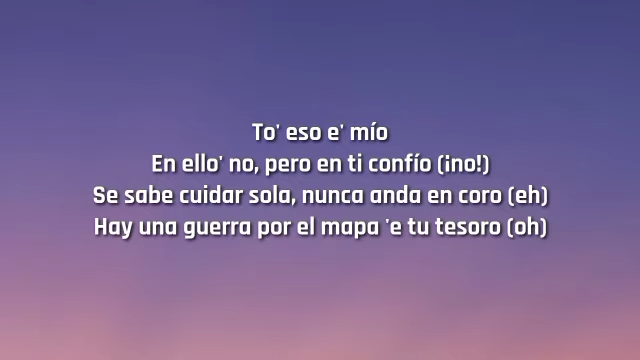 To' eso e' mío
En ello' no, pero en ti confío (¡no!)
Se sabe cuidar sola, nunca anda en coro (eh)
Hay una guerra por el mapa 'e tu tesoro (oh)